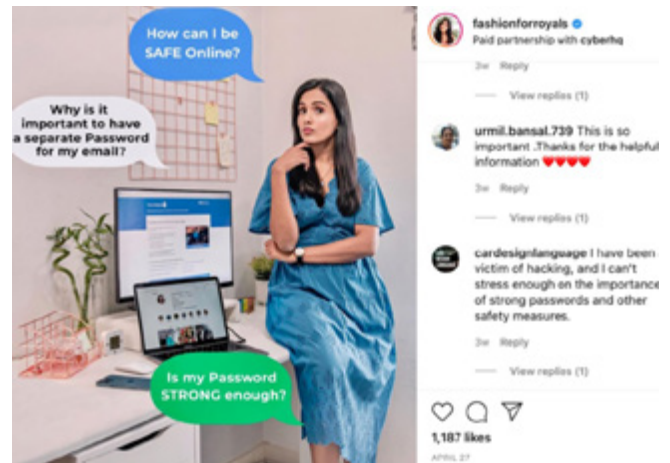 How can I be
SAFE Online?
Why is it
important to have
a separate Password
for my email?
Is my Password
STRONG enough?
fashionforroyals
Paid partnership with cyberhq
3w Reply
View replies (1)
urmil.bansal.739 This is so
important .Thanks for the helpful
information ❤❤❤❤
3w Reply
View replies (1)
cardesignlanguage I have been
victim of hacking, and I can't
stress enough on the importance
of strong passwords and other
safety measures.
3w Reply
View replies (1)
1,187 likes
APRIL 27